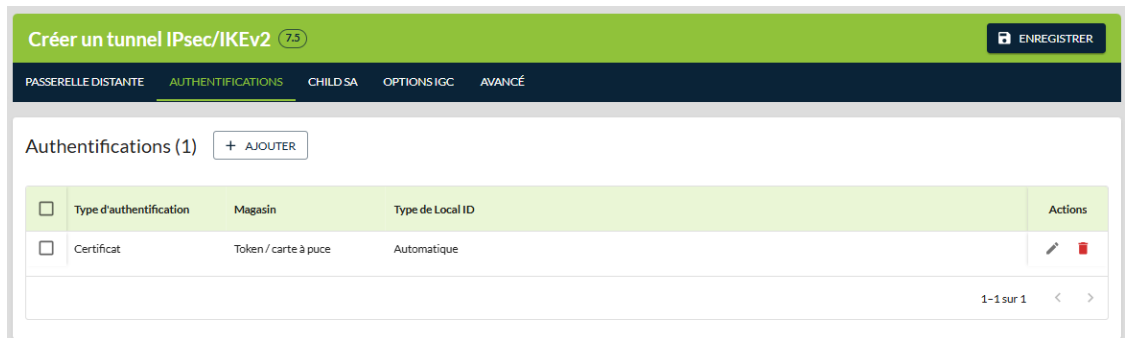 Créer un tunnel IPsec/IKEv2 7.5
ENREGISTRER
PASSERELLE DISTANTE AUTHENTIFICATIONS CHILD SA OPTIONS IGC AVANCÉ
Authentifications (1) + AJOUTER
Type d'authentification Magasin Type de Local ID Actions
Certificat Token / carte à puce Automatique
1–1 sur 1